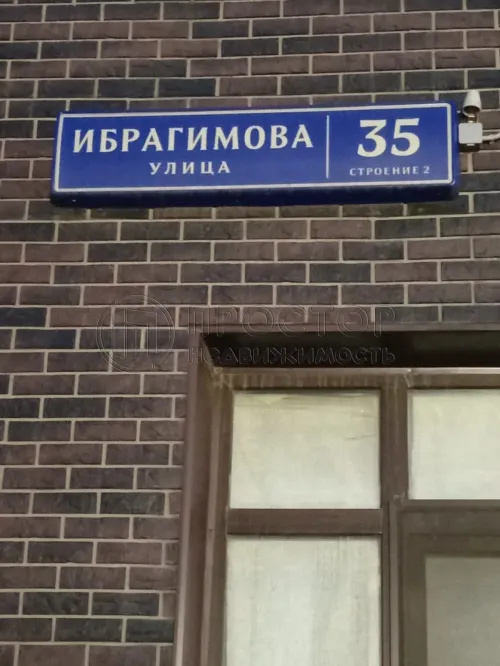 ИБРАГИМОВА
УЛИЦА
35
СТРОЕНИЕ 2
ПРОСТОР
НЕДВИЖИМОСТЬ